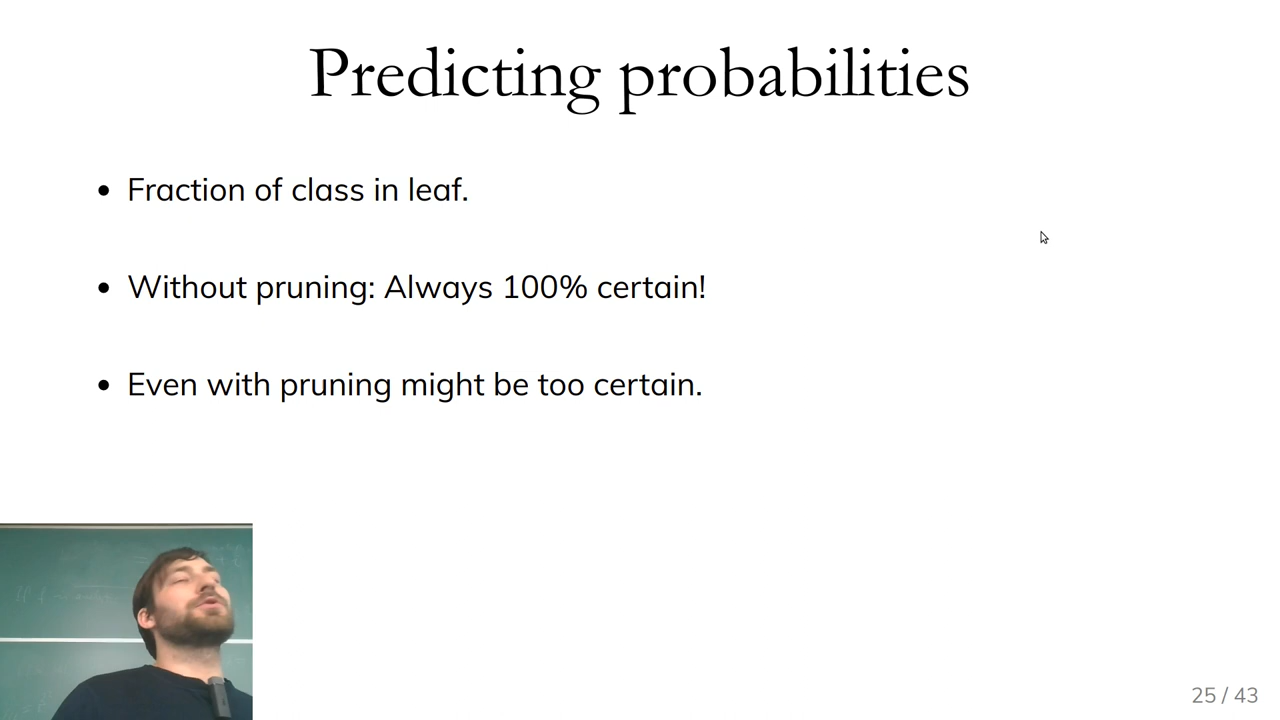 Predicting probabilities
• Fraction of class in leaf.
• Without pruning: Always 100% certain!
• Even with pruning might be too certain.
25 / 43